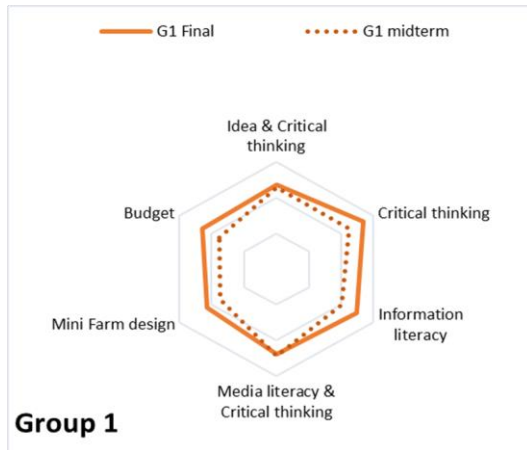 G1 Final
G1 midterm
Idea & Critical
thinking
Budget
Critical thinking
Mini Farm design
Information
literacy
Media literacy &
Critical thinking
Group 1